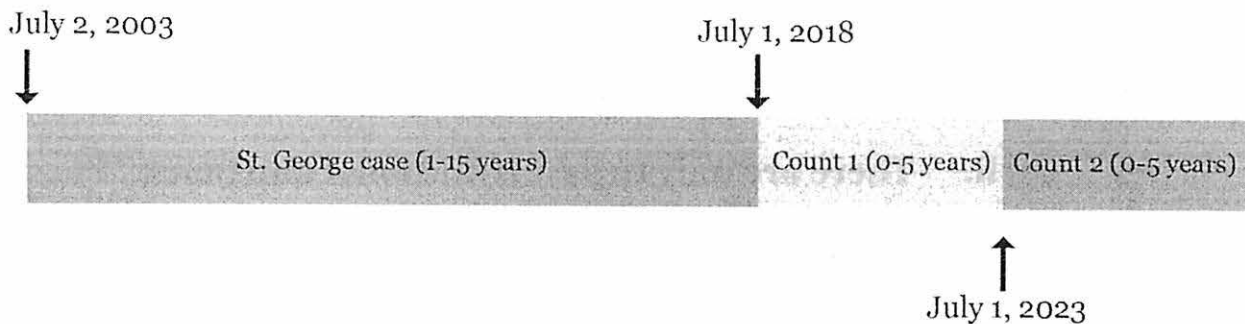 July 2, 2003
July 1, 2018
St. George case (1-15 years)
Count 1 (0-5 years)
Count 2 (0-5 years)
July 1, 2023